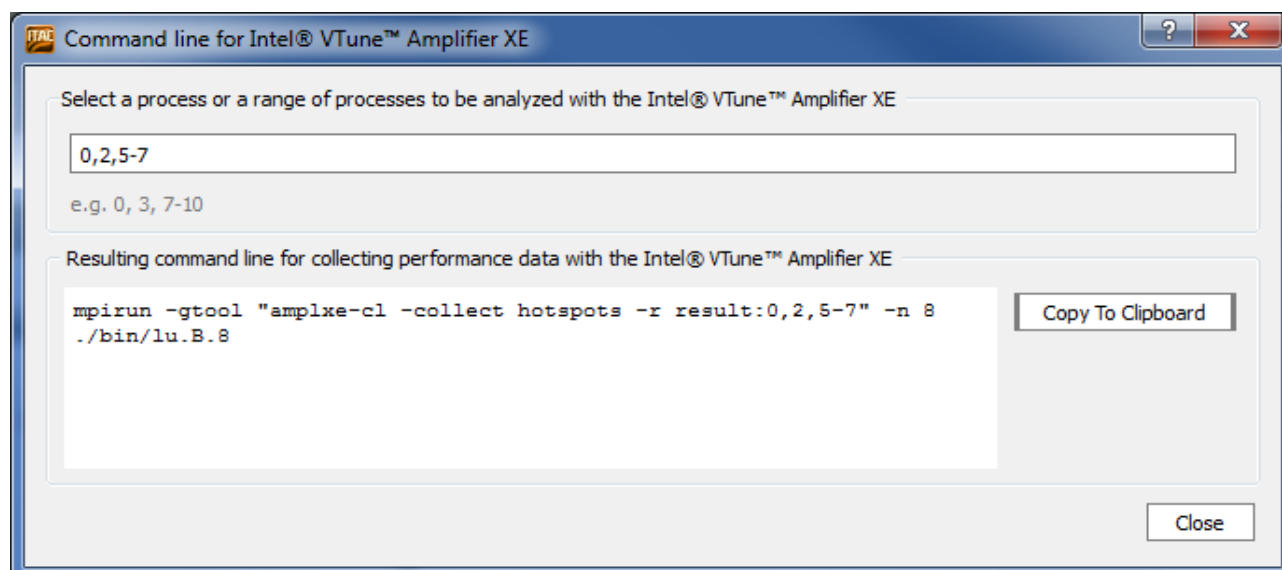 ITAC Command line for Intel® VTune™ Amplifier XE
? X
Select a process or a range of processes to be analyzed with the Intel® VTune™ Amplifier XE
0,2,5-7
e.g. 0, 3, 7-10
Resulting command line for collecting performance data with the Intel® VTune™ Amplifier XE
mpirun -gtool "amplxe-cl -collect hotspots -r result:0,2,5-7" -n 8
./bin/lu.B.8
Copy To Clipboard
Close